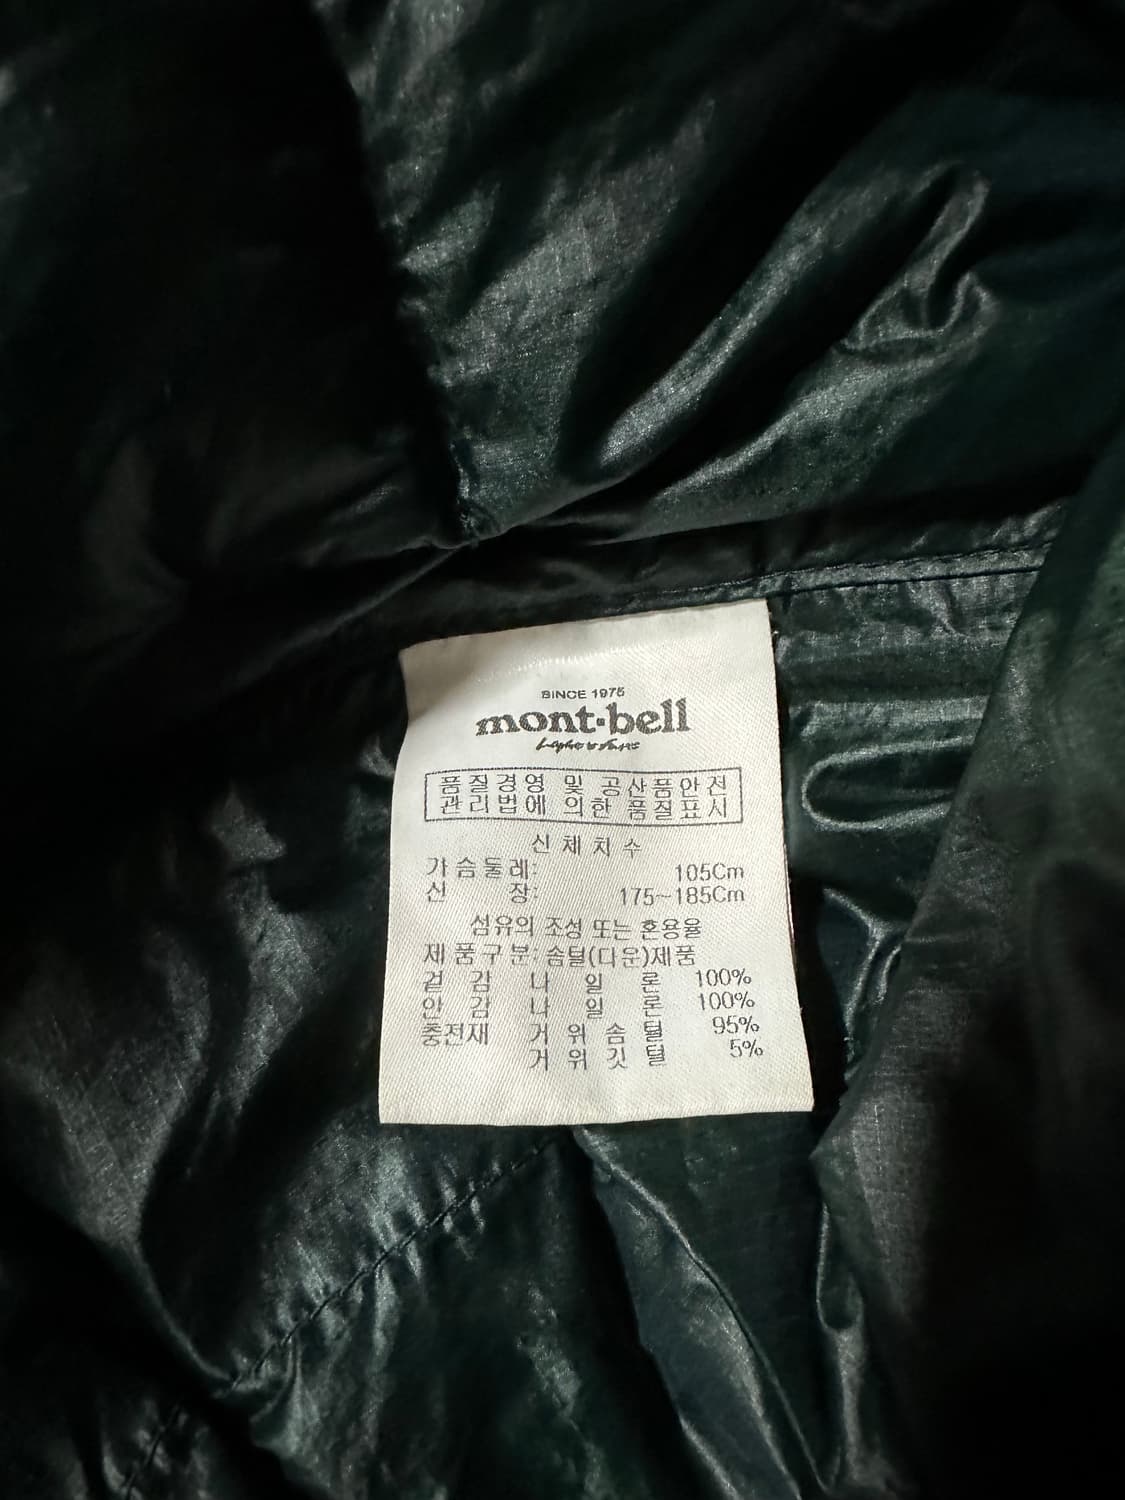 SINCE 1975
mont-bell
품질경영 및 공산품안전
관리법에 의한 품질표시
신체치수
가슴둘레: 105Cm
신장: 175~185Cm
섬유의 조성 또는 혼용율
제품구분: 솜털(다운)제품
겉감 나일론 100%
안감 나일론 100%
충전재 거위솜털 95%
거위깃털 5%